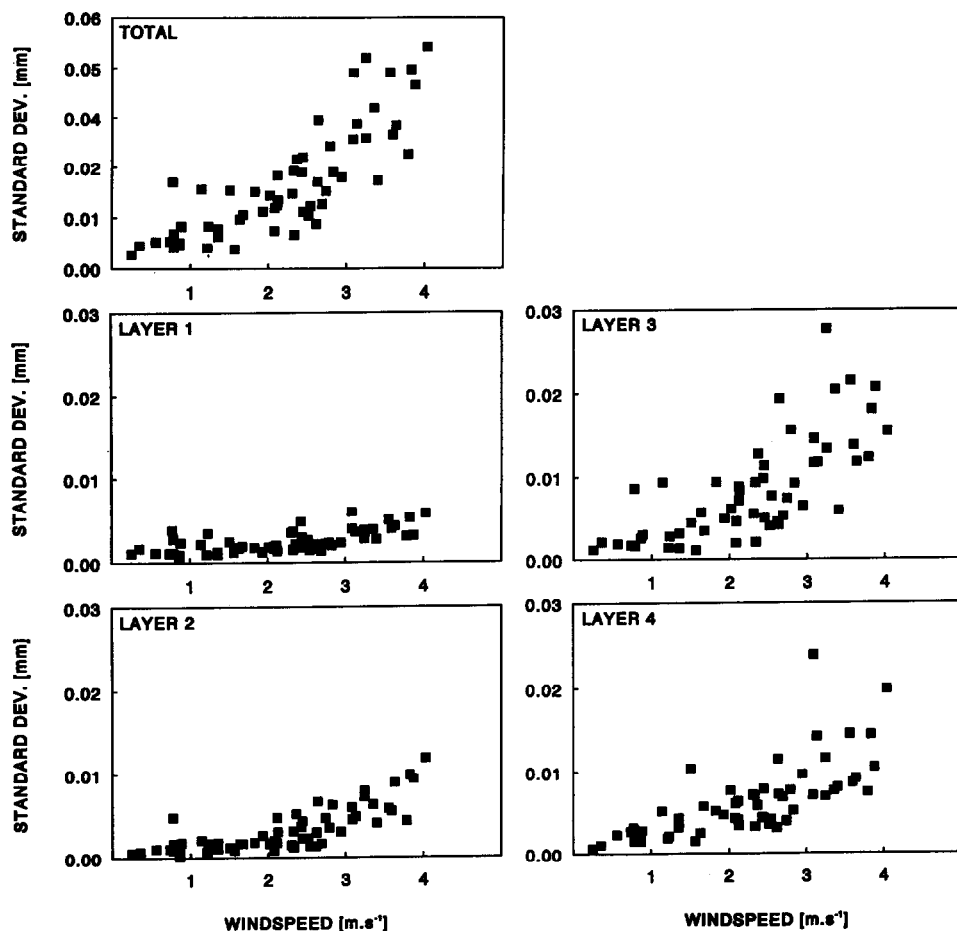 TOTAL
STANDARD DEV. [mm]
0.06
0.05
0.04
0.02
0.01
0.00
1 2 3 4
LAYER 1
STANDARD DEV. [mm]
0.03
0.02
0.01
0.00
1 2 3 4
LAYER 3
0.03
0.02
0.01
0.00
1 2 3 4
LAYER 2
STANDARD DEV. [mm]
0.03
0.02
0.01
0.00
1 2 3 4
WINDSPEED [m.s⁻¹]
LAYER 4
0.03
0.02
0.01
0.00
1 2 3 4
WINDSPEED [m.s⁻¹]